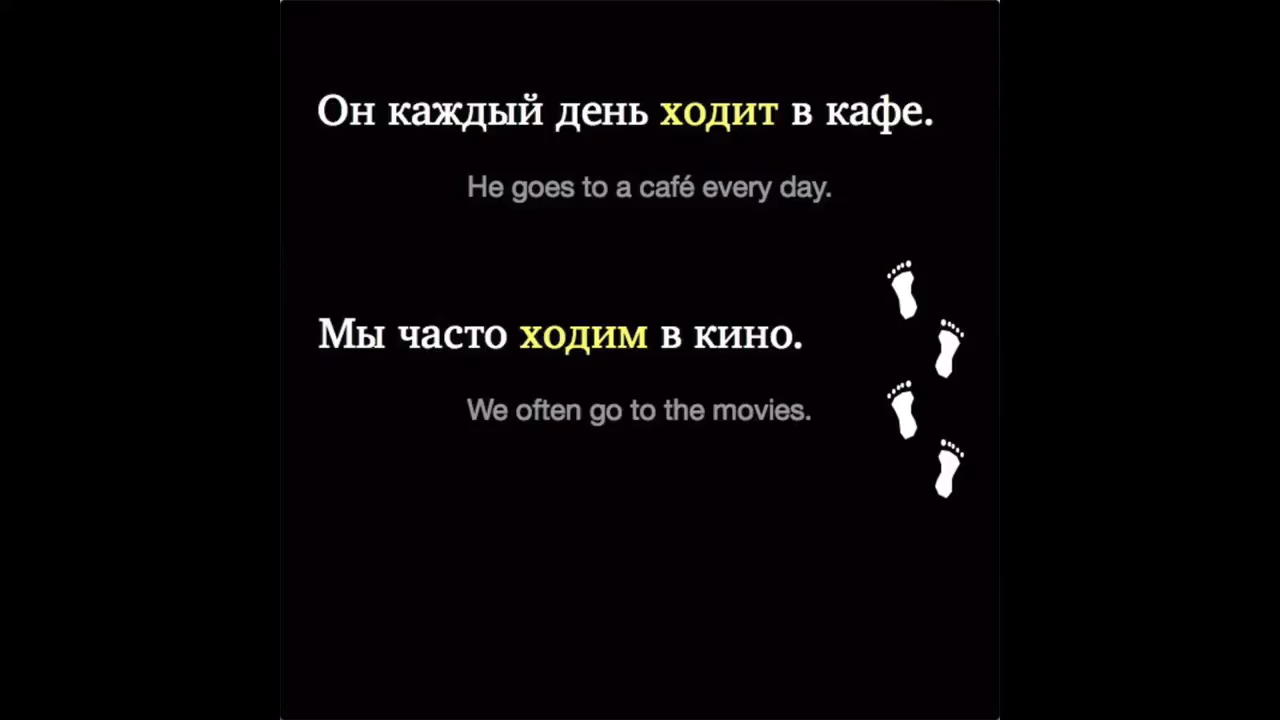 Он каждый день ходит в кафе.
He goes to a café every day.
Мы часто ходим в кино.
We often go to the movies.